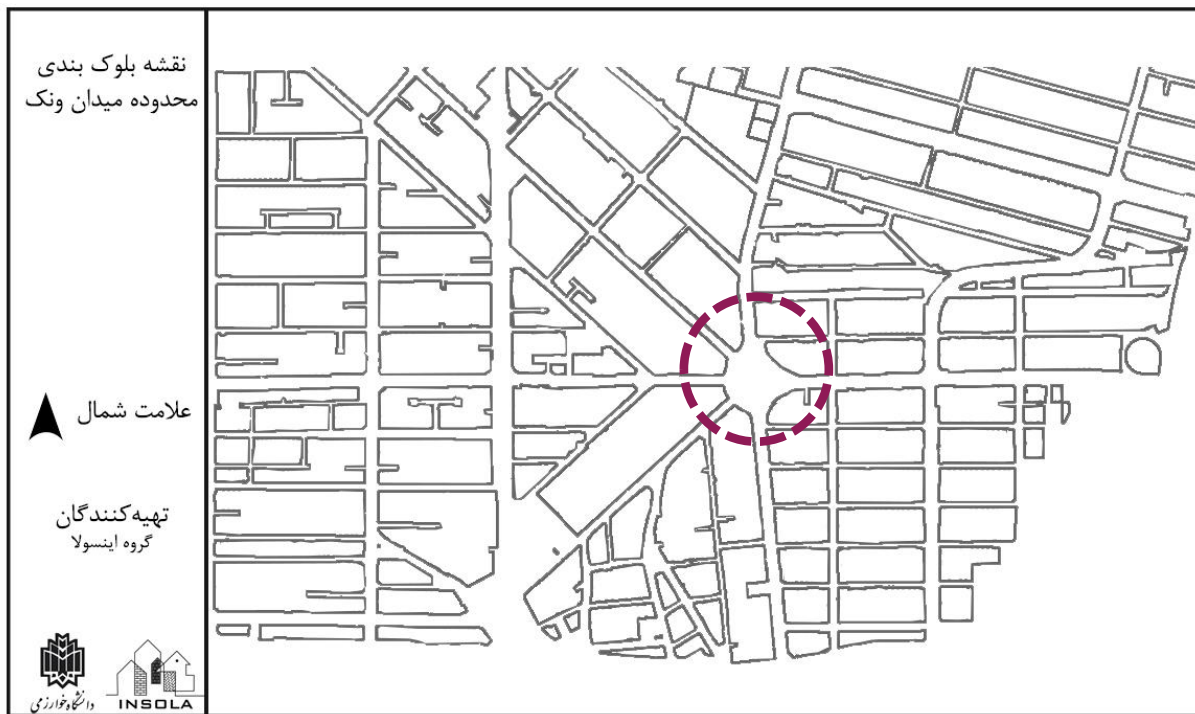 نقشه بلوک بندی
محدوده میدان ونک
علامت شمال
تهیه‌کنندگان
گروه اینسولا
دانشگاه خوارزمی
INSOLA